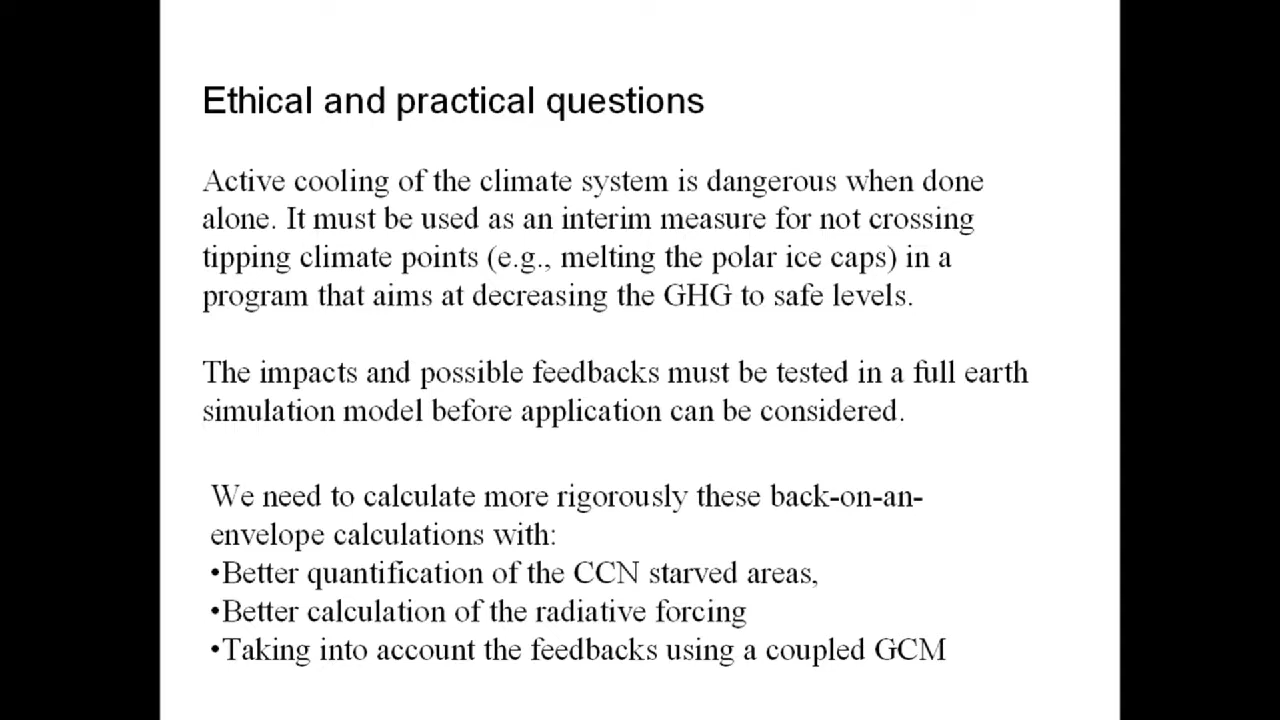 Ethical and practical questions
Active cooling of the climate system is dangerous when done
alone. It must be used as an interim measure for not crossing
tipping climate points (e.g., melting the polar ice caps) in a
program that aims at decreasing the GHG to safe levels.
The impacts and possible feedbacks must be tested in a full earth
simulation model before application can be considered.
We need to calculate more rigorously these back-on-an-
envelope calculations with:
•Better quantification of the CCN starved areas,
•Better calculation of the radiative forcing
•Taking into account the feedbacks using a coupled GCM